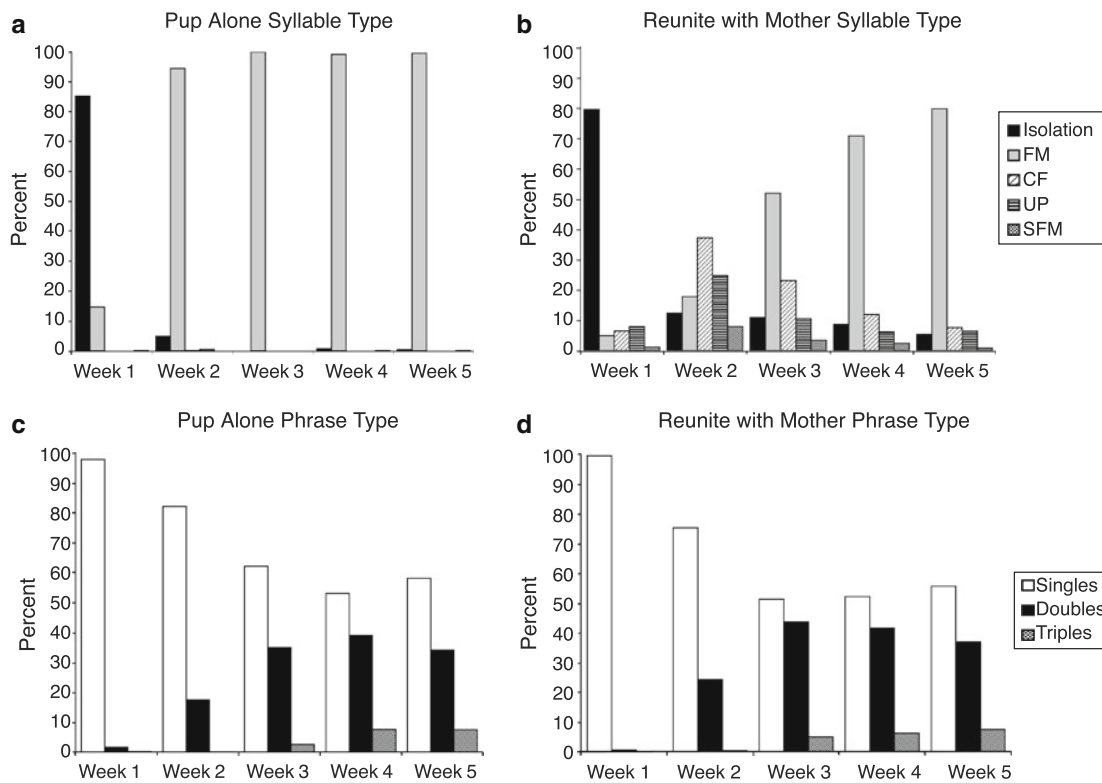 a Pup Alone Syllable Type
Percent
100
90
80
70
60
50
40
30
20
10
0
Week 1 Week 2 Week 3 Week 4 Week 5
b Reunite with Mother Syllable Type
Percent
100
90
80
70
60
50
40
30
20
10
0
Week 1 Week 2 Week 3 Week 4 Week 5
Isolation
FM
CF
UP
SFM
c Pup Alone Phrase Type
Percent
100
90
80
70
60
50
40
30
20
10
0
Week 1 Week 2 Week 3 Week 4 Week 5
d Reunite with Mother Phrase Type
Percent
100
90
80
70
60
50
40
30
20
10
0
Week 1 Week 2 Week 3 Week 4 Week 5
Singles
Doubles
Triples